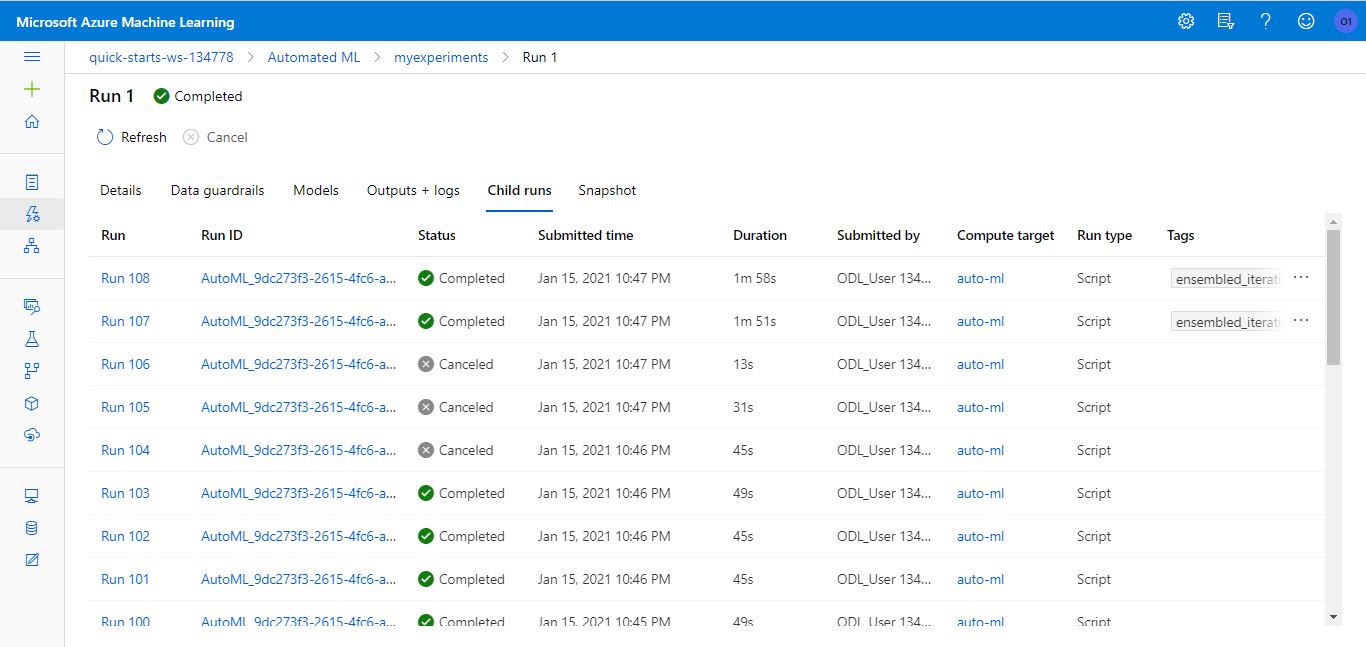 Microsoft Azure Machine Learning
O1
quick-starts-ws-134778 > Automated ML > myexperiments > Run 1
Run 1 Completed
Refresh Cancel
Details Data guardrails Models Outputs + logs Child runs Snapshot
Run Run ID Status Submitted time Duration Submitted by Compute target Run type Tags
Run 108 AutoML_9dc273f3-2615-4fc6-a... Completed Jan 15, 2021 10:47 PM 1m 58s ODL_User 134... auto-ml Script ensembled_iterati ...
Run 107 AutoML_9dc273f3-2615-4fc6-a... Completed Jan 15, 2021 10:47 PM 1m 51s ODL_User 134... auto-ml Script ensembled_iterati ...
Run 106 AutoML_9dc273f3-2615-4fc6-a... Canceled Jan 15, 2021 10:47 PM 13s ODL_User 134... auto-ml Script
Run 105 AutoML_9dc273f3-2615-4fc6-a... Canceled Jan 15, 2021 10:47 PM 31s ODL_User 134... auto-ml Script
Run 104 AutoML_9dc273f3-2615-4fc6-a... Canceled Jan 15, 2021 10:46 PM 45s ODL_User 134... auto-ml Script
Run 103 AutoML_9dc273f3-2615-4fc6-a... Completed Jan 15, 2021 10:46 PM 49s ODL_User 134... auto-ml Script
Run 102 AutoML_9dc273f3-2615-4fc6-a... Completed Jan 15, 2021 10:46 PM 45s ODL_User 134... auto-ml Script
Run 101 AutoML_9dc273f3-2615-4fc6-a... Completed Jan 15, 2021 10:46 PM 45s ODL_User 134... auto-ml Script
Run 100 AutoML_9dc273f3-2615-4fc6-a... Completed Jan 15, 2021 10:45 PM 49s ODL_User 134... auto-ml Script